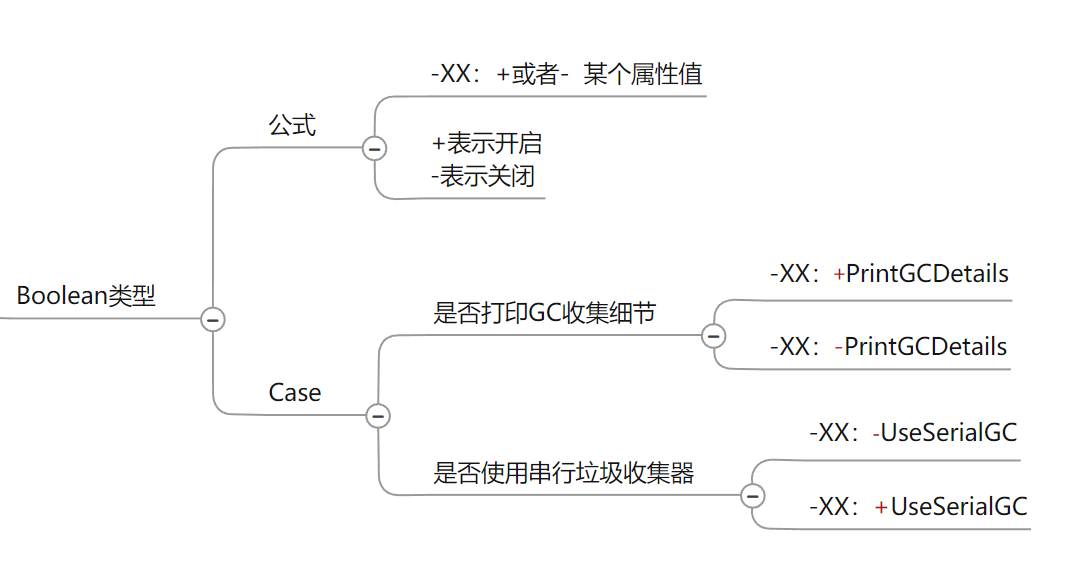 -XX：+或者- 某个属性值
公式
+表示开启
-表示关闭
Boolean类型
-XX：+PrintGCDetails
是否打印GC收集细节
-XX：-PrintGCDetails
Case
-XX：-UseSerialGC
是否使用串行垃圾收集器
-XX：+UseSerialGC